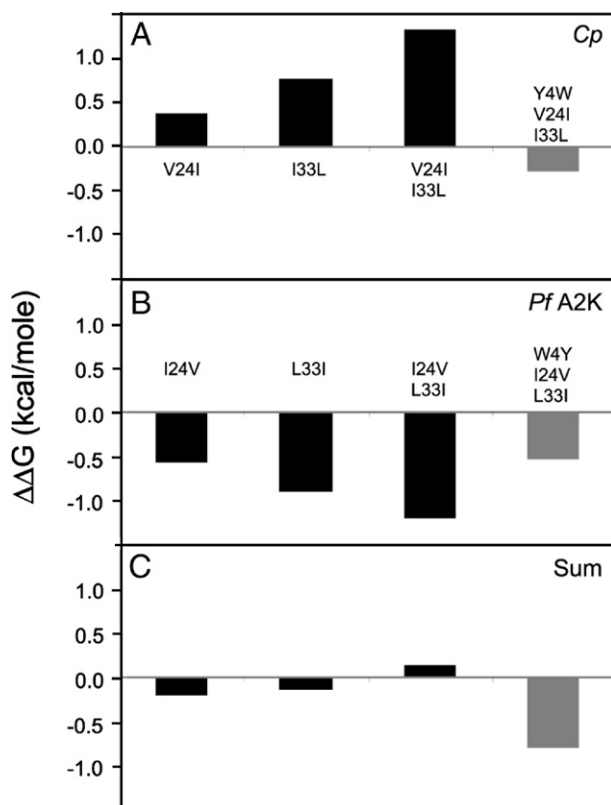 A
Cp
1.0
0.5
0.0
-0.5
-1.0
V24I
I33L
V24I
I33L
Y4W
V24I
I33L
ΔΔG (kcal/mole)
B
Pf A2K
1.0
0.5
0.0
-0.5
-1.0
I24V
L33I
I24V
L33I
W4Y
I24V
L33I
C
Sum
1.0
0.5
0.0
-0.5
-1.0